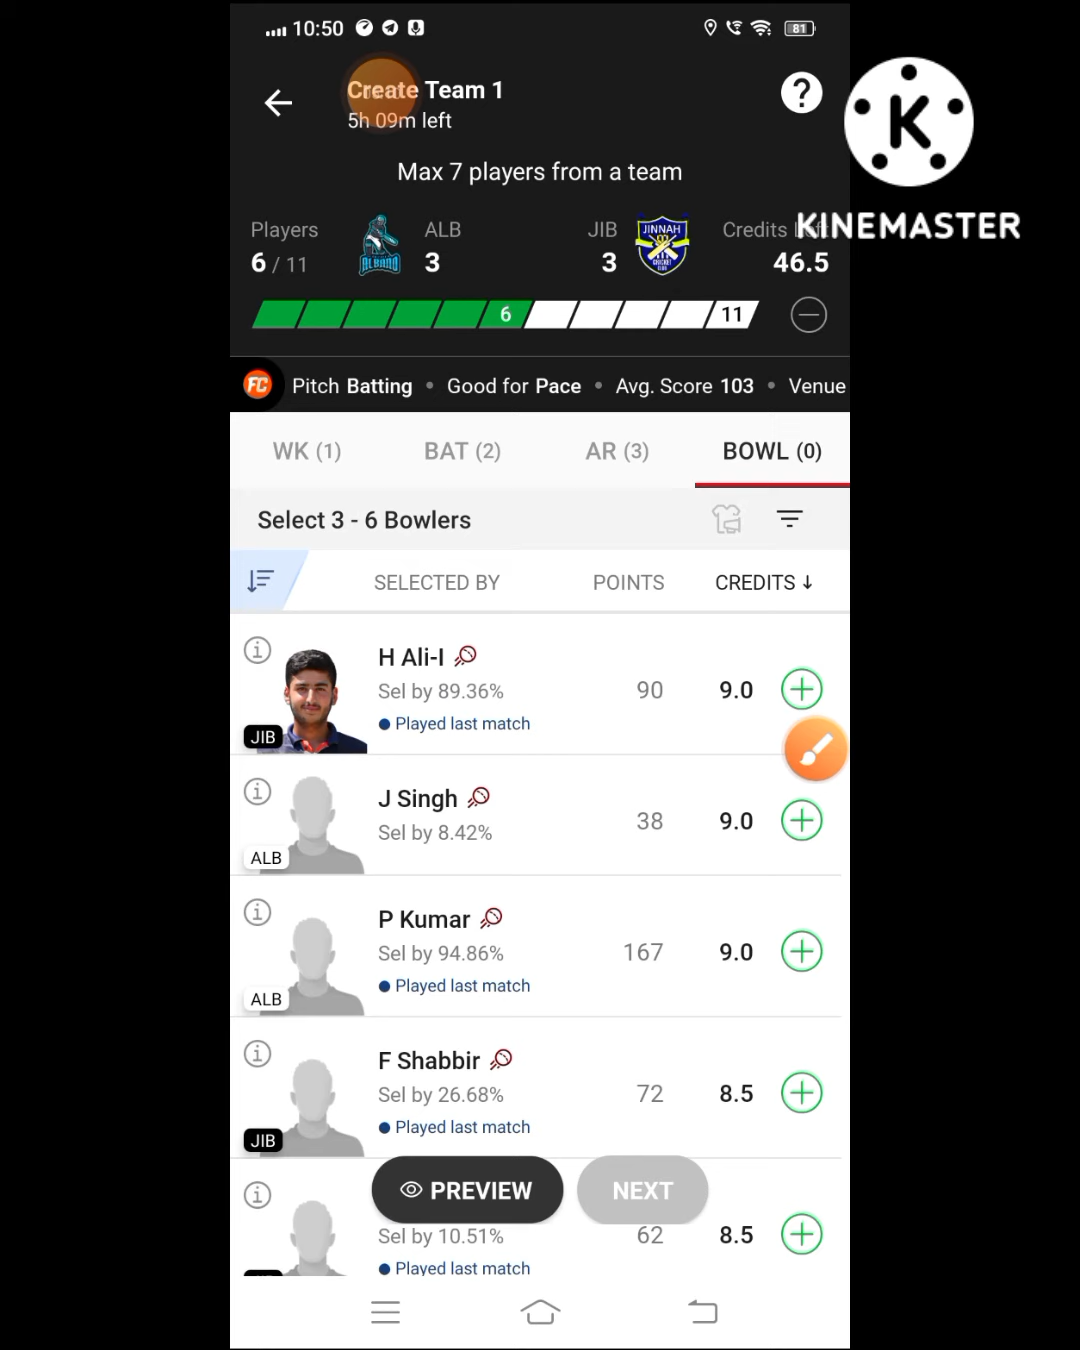 10:50
81
Create Team 1
5h 09m left
?
K
KINEMASTER
Max 7 players from a team
Players
ALB
JIB
JINNAH
CRICKET
CLUB
Credits
6 / 11
ALBANO
3
3
46.5
6
11
FC
Pitch Batting • Good for Pace • Avg. Score 103 • Venue
WK (1)
BAT (2)
AR (3)
BOWL (0)
Select 3 - 6 Bowlers
SELECTED BY
POINTS
CREDITS ↓
H Ali-I
Sel by 89.36%
90
9.0
Played last match
JIB
J Singh
Sel by 8.42%
38
9.0
ALB
P Kumar
Sel by 94.86%
167
9.0
Played last match
ALB
F Shabbir
Sel by 26.68%
72
8.5
Played last match
JIB
PREVIEW
NEXT
Sel by 10.51%
62
8.5
Played last match